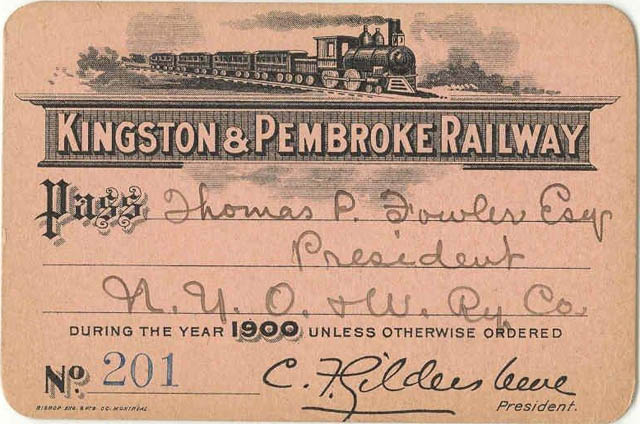 KINGSTON & PEMBROKE RAILWAY
Pass Thomas P. Fowler Esq
President
N. Y. O. & W. Ry. Co.
DURING THE YEAR 1900 UNLESS OTHERWISE ORDERED
No. 201 C. F. Gildersleeve
President.
BISHOP ENG. & PTG. CO. MONTREAL